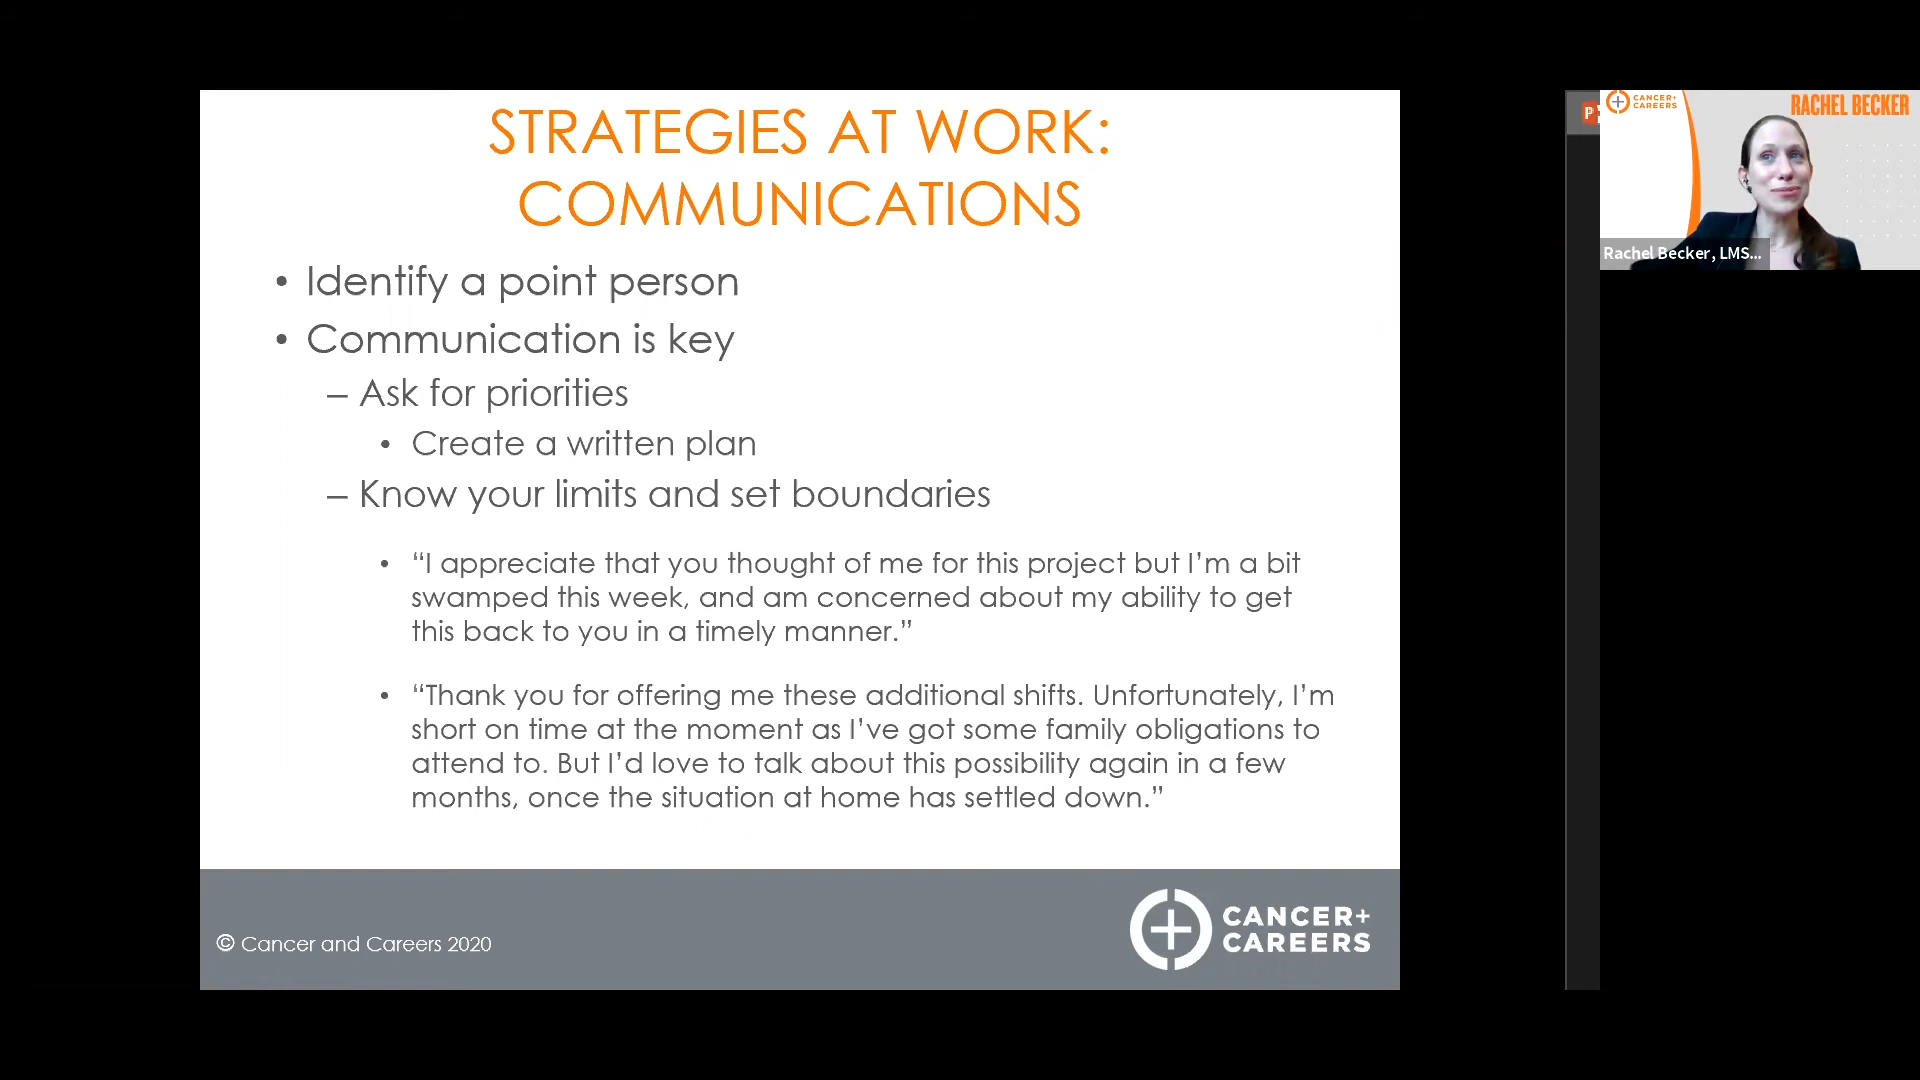 STRATEGIES AT WORK:
COMMUNICATIONS
• Identify a point person
• Communication is key
– Ask for priorities
• Create a written plan
– Know your limits and set boundaries
• “I appreciate that you thought of me for this project but I’m a bit
swamped this week, and am concerned about my ability to get
this back to you in a timely manner.”
• “Thank you for offering me these additional shifts. Unfortunately, I’m
short on time at the moment as I’ve got some family obligations to
attend to. But I’d love to talk about this possibility again in a few
months, once the situation at home has settled down.”
© Cancer and Careers 2020
CANCER+
CAREERS
P
CANCER+
CAREERS
RACHEL BECKER
Rachel Becker, LMS...